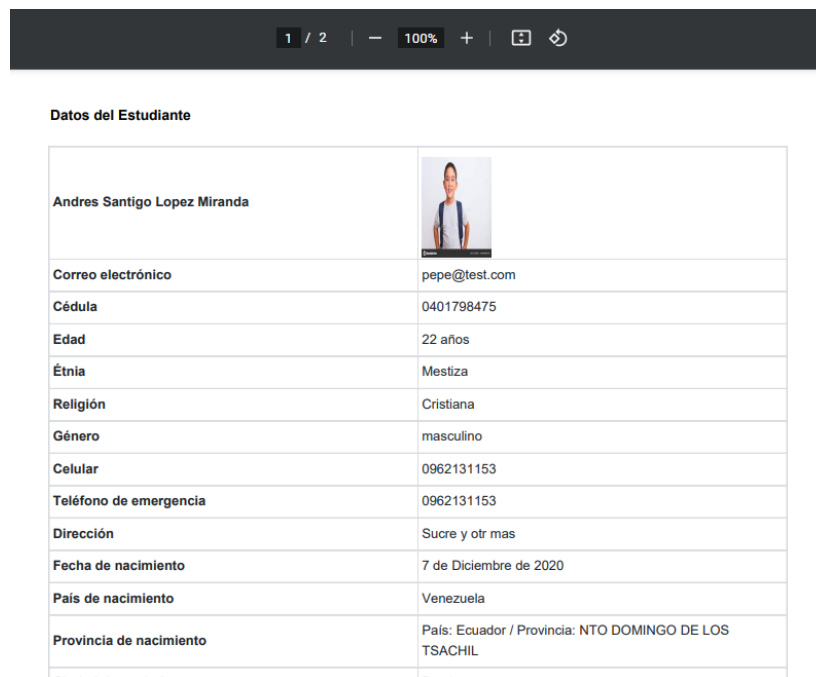 1 / 2 | — 100% + |
Datos del Estudiante
Andres Santigo Lopez Miranda
Correo electrónico pepe@test.com
Cédula 0401798475
Edad 22 años
Étnia Mestiza
Religión Cristiana
Género masculino
Celular 0962131153
Teléfono de emergencia 0962131153
Dirección Sucre y otr mas
Fecha de nacimiento 7 de Diciembre de 2020
País de nacimiento Venezuela
Provincia de nacimiento País: Ecuador / Provincia: NTO DOMINGO DE LOS
TSACHIL